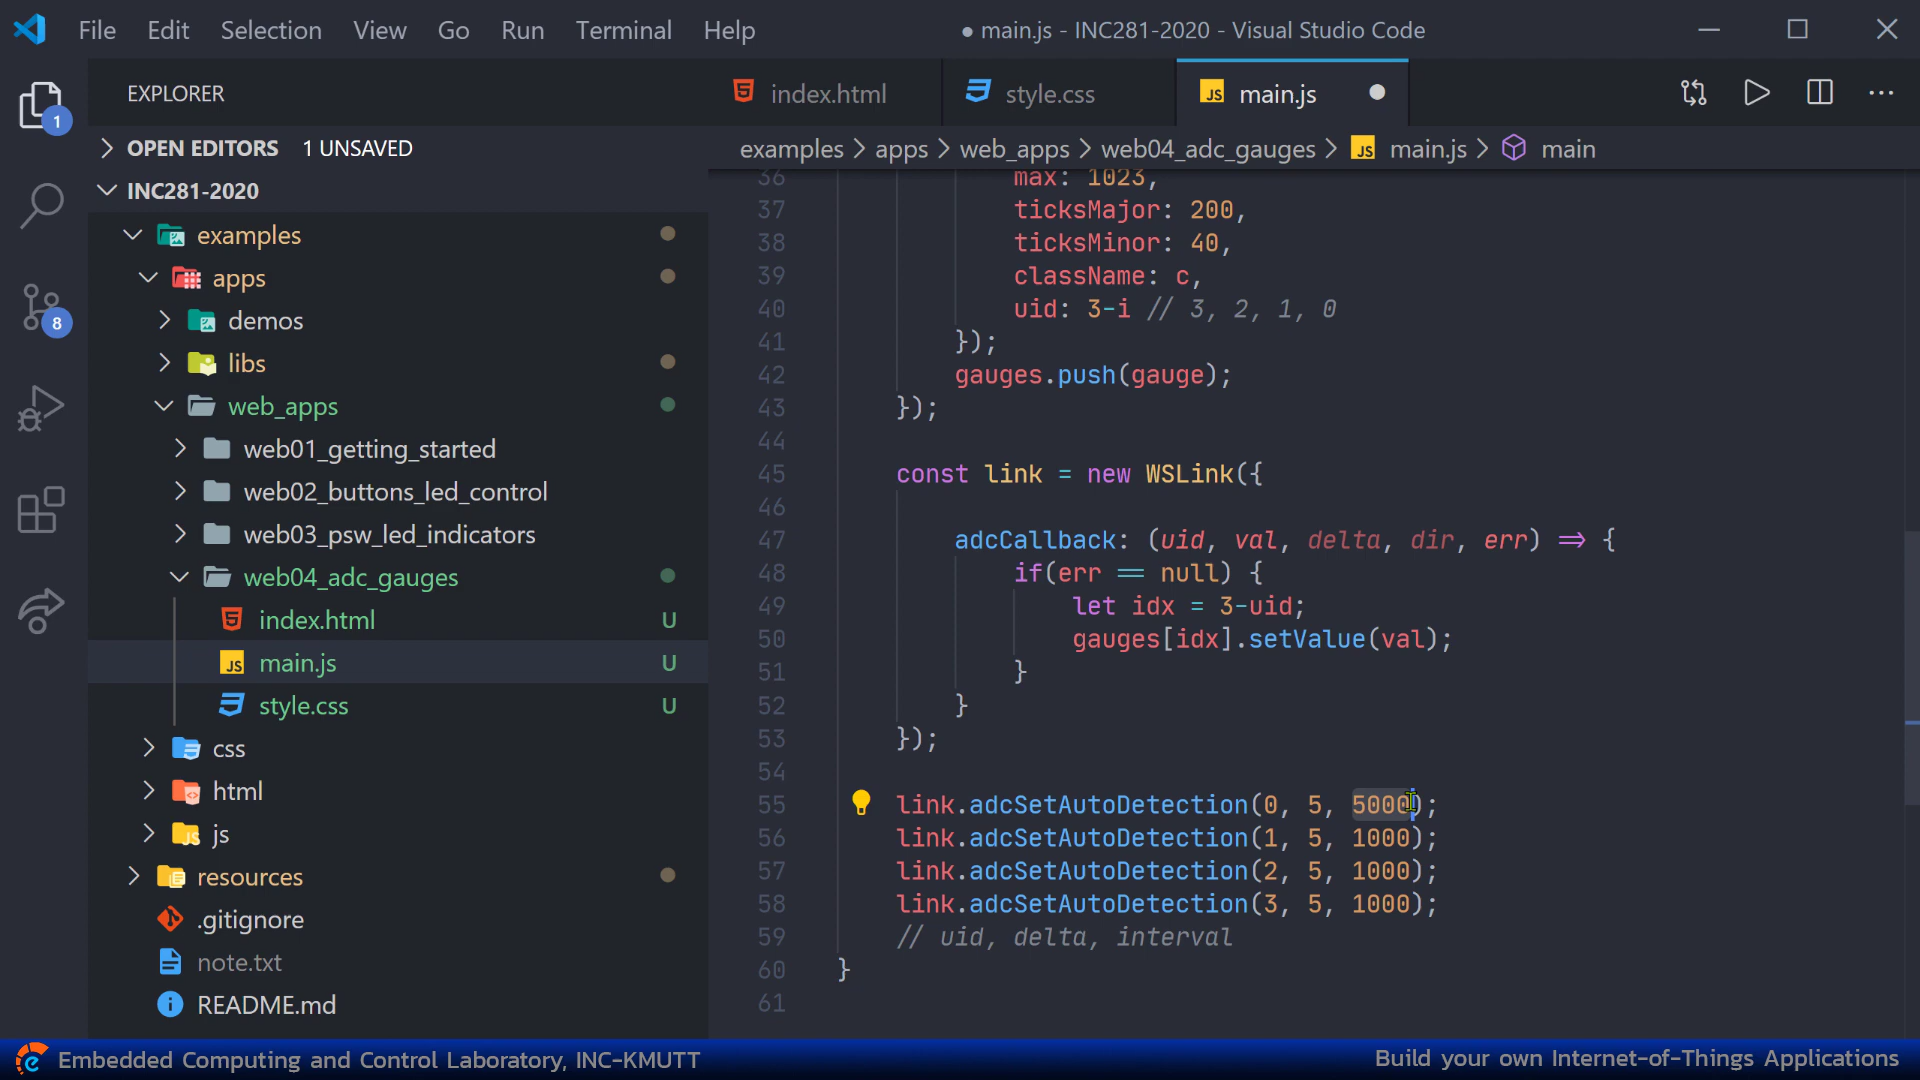 File Edit Selection View Go Run Terminal Help
● main.js - INC281-2020 - Visual Studio Code
EXPLORER
OPEN EDITORS 1 UNSAVED
INC281-2020
examples
apps
demos
libs
web_apps
web01_getting_started
web02_buttons_led_control
web03_psw_led_indicators
web04_adc_gauges
index.html U
main.js U
style.css U
css
html
js
resources
.gitignore
note.txt
README.md
1
8
index.html
style.css
main.js
examples > apps > web_apps > web04_adc_gauges > main.js > main
36 max: 1023,
37 ticksMajor: 200,
38 ticksMinor: 40,
39 className: c,
40 uid: 3-i // 3, 2, 1, 0
41 });
42 gauges.push(gauge);
43 });
44
45 const link = new WSLink({
46
47 adcCallback: (uid, val, delta, dir, err) => {
48 if(err == null) {
49 let idx = 3-uid;
50 gauges[idx].setValue(val);
51 }
52 }
53 });
54
55 link.adcSetAutoDetection(0, 5, 5000);
56 link.adcSetAutoDetection(1, 5, 1000);
57 link.adcSetAutoDetection(2, 5, 1000);
58 link.adcSetAutoDetection(3, 5, 1000);
59 // uid, delta, interval
60 }
61
Embedded Computing and Control Laboratory, INC-KMUTT
Build your own Internet-of-Things Applications